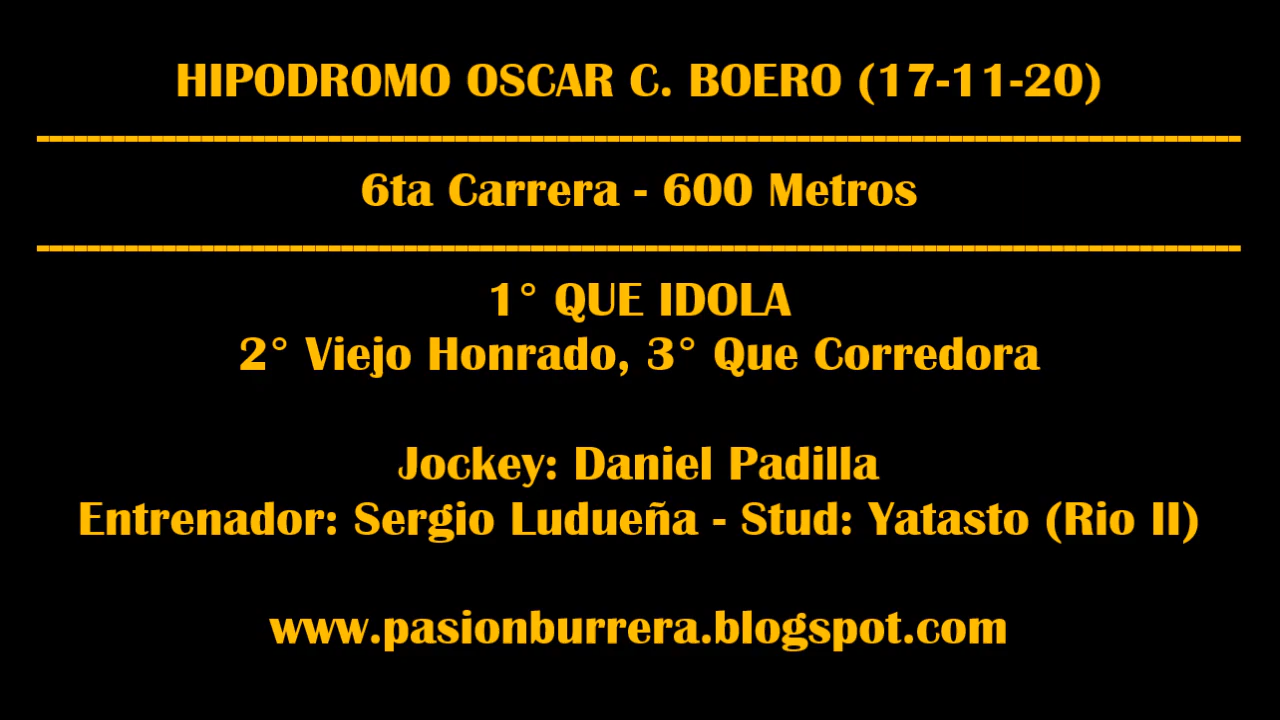 HIPODROMO OSCAR C. BOERO (17-11-20)
6ta Carrera - 600 Metros
1° QUE IDOLA
2° Viejo Honrado, 3° Que Corredora
Jockey: Daniel Padilla
Entrenador: Sergio Ludueña - Stud: Yatasto (Rio II)
www.pasionburrera.blogspot.com